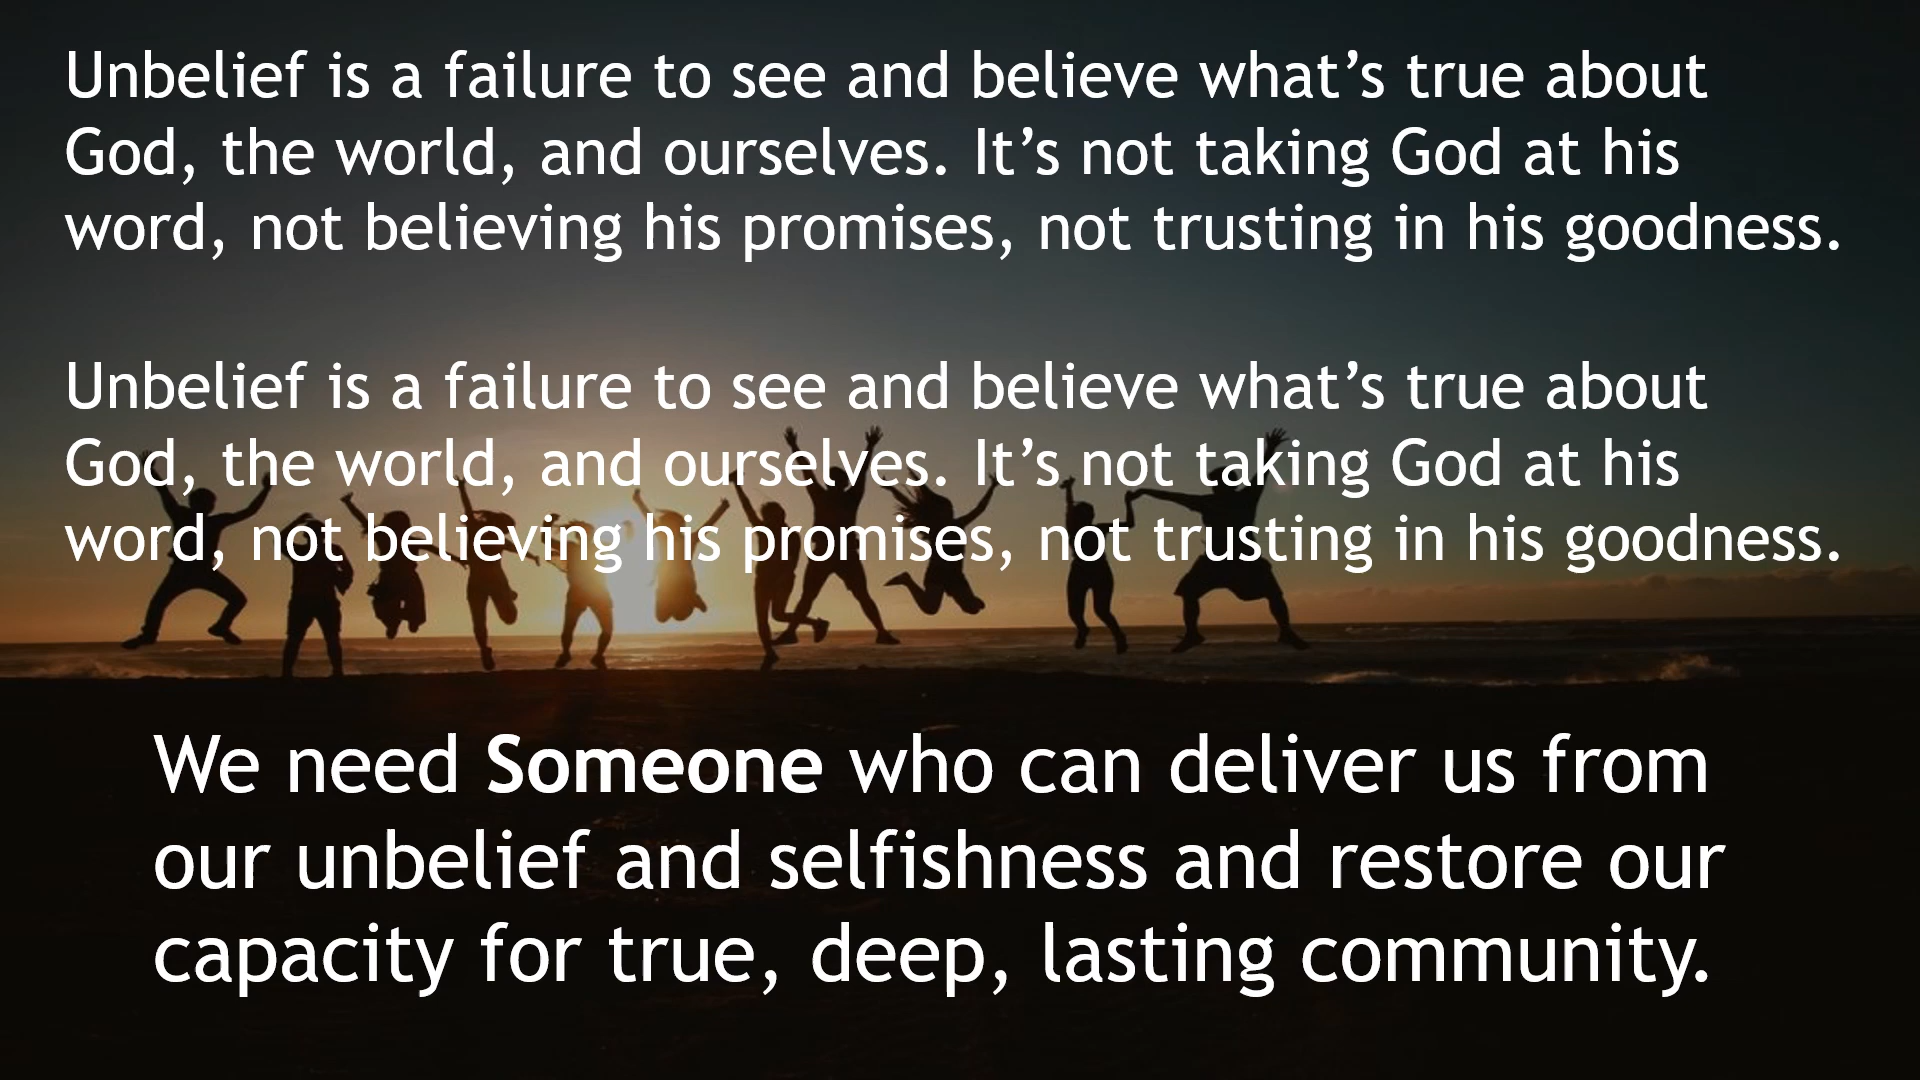 Unbelief is a failure to see and believe what’s true about
God, the world, and ourselves. It’s not taking God at his
word, not believing his promises, not trusting in his goodness.
Unbelief is a failure to see and believe what’s true about
God, the world, and ourselves. It’s not taking God at his
word, not believing his promises, not trusting in his goodness.
We need Someone who can deliver us from
our unbelief and selfishness and restore our
capacity for true, deep, lasting community.